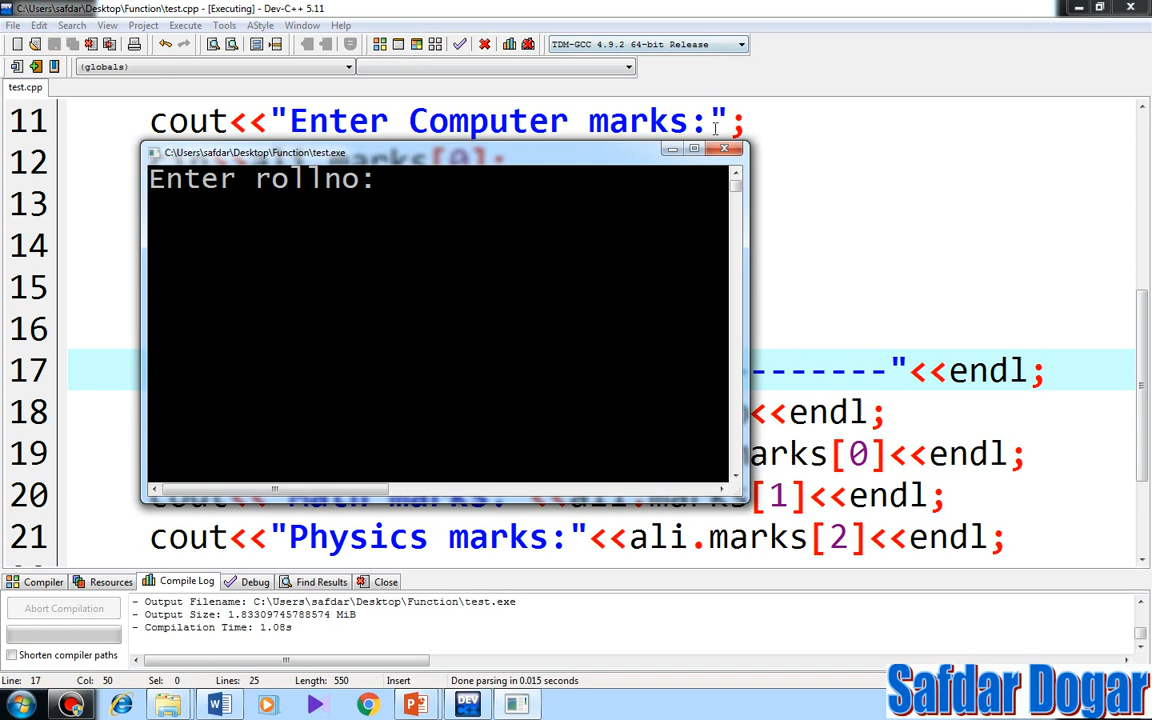 C:\Users\safdar\Desktop\Function\test.cpp - [Executing] - Dev-C++ 5.11
File Edit Search View Project Execute Tools AStyle Window Help
TDM-GCC 4.9.2 64-bit Release
(globals)
test.cpp
11 cout<<"Enter Computer marks:";
12
C:\Users\safdar\Desktop\Function\test.exe
Enter rollno:
13
14
15
16
17 -------"<<endl;
18 <<endl;
19 marks[0]<<endl;
20 [1]<<endl;
21 cout<<"Physics marks:"<<ali.marks[2]<<endl;
Compiler Resources Compile Log Debug Find Results Close
Abort Compilation
Shorten compiler paths
- Output Filename: C:\Users\safdar\Desktop\Function\test.exe
- Output Size: 1.83309745788574 MiB
- Compilation Time: 1.08s
Line: 17 Col: 50 Sel: 0 Lines: 25 Length: 550 Insert Done parsing in 0.015 seconds
Safdar Dogar